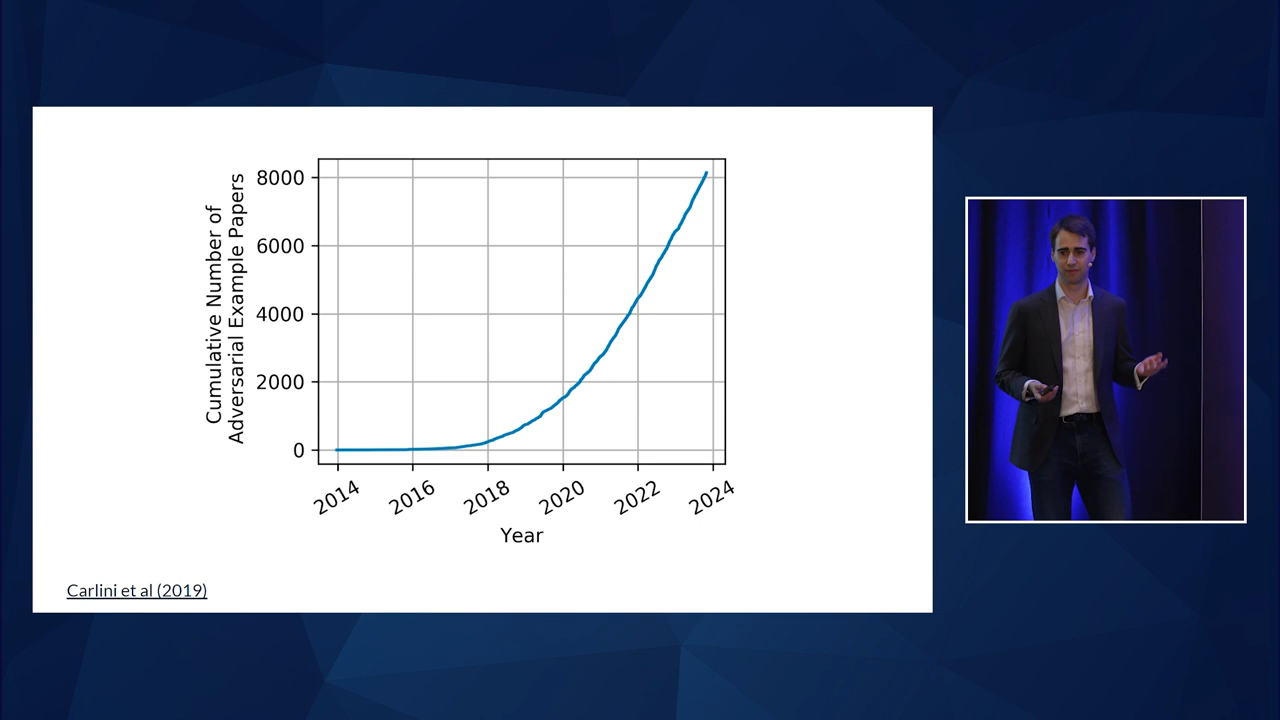 Cumulative Number of
Adversarial Example Papers
8000
6000
4000
2000
0
2014
2016
2018
2020
2022
2024
Year
Carlini et al (2019)